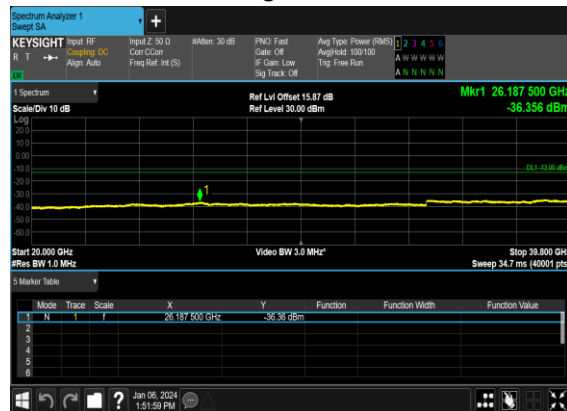 Spectrum Analyzer 1
Swept SA
+
KEYSIGHT Input: RF Input Z: 50 Ω #Atten: 30 dB PNO: Fast Avg Type: Power (RMS) 1 2 3 4 5 6
R T Coupling: DC Corr CCorr Gate: Off Avg|Hold: 100/100 A W W W W W
Align: Auto Freq Ref: Int (S) IF Gain: Low Trig: Free Run
Sig Track: Off A N N N N N
1 Spectrum Ref Lvl Offset 15.87 dB Mkr1 26.187 500 GHz
Scale/Div 10 dB Ref Level 30.00 dBm -36.356 dBm
Log
20.0
10.0
0.00
-10.0
DL1 -13.00 dBm
-20.0
1
-30.0
-40.0
-50.0
-60.0
Start 20.000 GHz Video BW 3.0 MHz* Stop 39.800 GHz
#Res BW 1.0 MHz Sweep 34.7 ms (40001 pts
5 Marker Table
Mode Trace Scale X Y Function Function Width Function Value
1 N 1 f 26.187 500 GHz -36.36 dBm
2
3
4
5
6
? Jan 06, 2024
1:51:59 PM